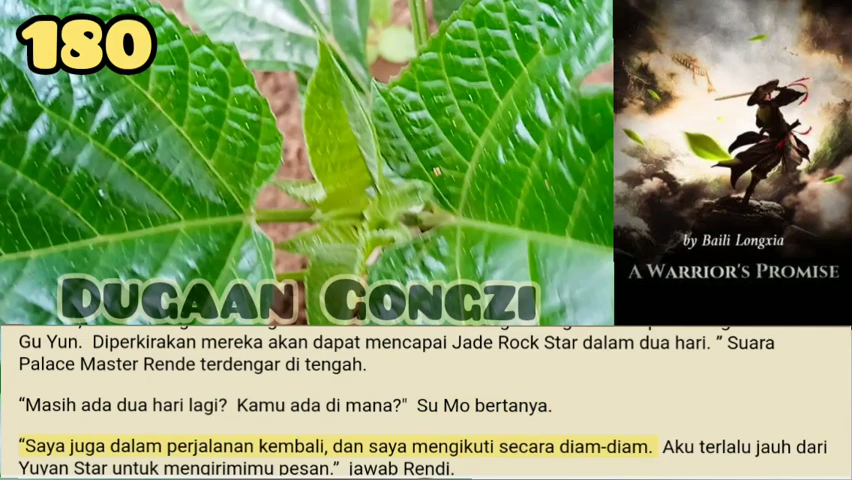 180
DUGAAN GONGZI
by Baili Longxia
A WARRIOR'S PROMISE
Gu Yun. Diperkirakan mereka akan dapat mencapai Jade Rock Star dalam dua hari. ” Suara
Palace Master Rende terdengar di tengah.
“Masih ada dua hari lagi? Kamu ada di mana?" Su Mo bertanya.
“Saya juga dalam perjalanan kembali, dan saya mengikuti secara diam-diam. Aku terlalu jauh dari
Yuyan Star untuk mengirimimu pesan.” jawab Rendi.